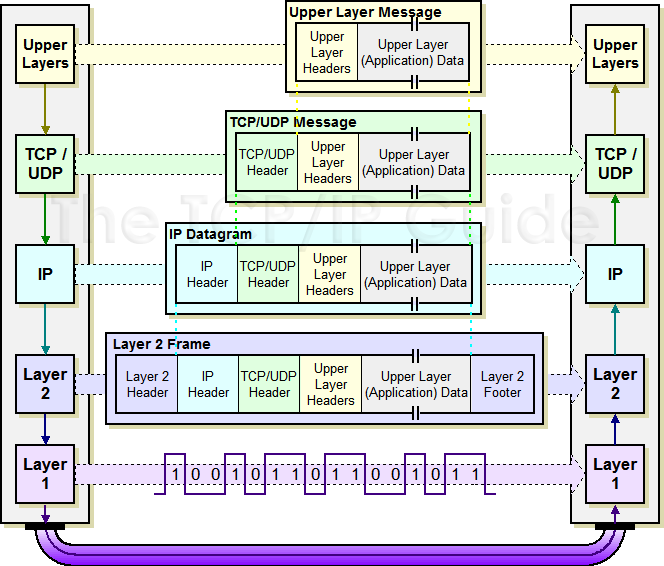 Upper Layer Message
Upper
Layers
Upper
Layer
Headers
Upper Layer
(Application) Data
Upper
Layers
TCP/UDP Message
TCP /
UDP
TCP/UDP
Header
Upper
Layer
Headers
Upper Layer
(Application) Data
TCP /
UDP
The TCP/IP Guide
IP Datagram
IP
IP
Header
TCP/UDP
Header
Upper
Layer
Headers
Upper Layer
(Application) Data
IP
Layer 2 Frame
Layer
2
Layer 2
Header
IP
Header
TCP/UDP
Header
Upper
Layer
Headers
Upper Layer
(Application) Data
Layer 2
Footer
Layer
2
Layer
1
1 0 0 1 0 1 1 0 1 1 0 0 1 0 1 1
Layer
1